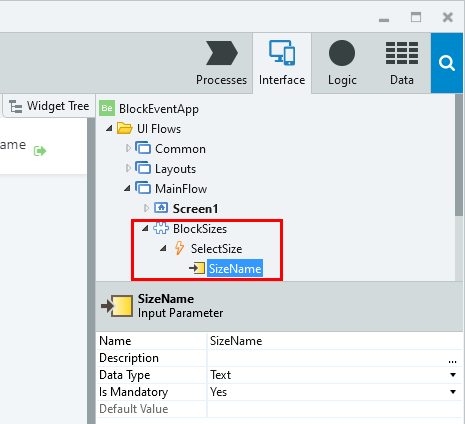 Processes Interface Logic Data
Widget Tree
ame
Be BlockEventApp
UI Flows
Common
Layouts
MainFlow
Screen1
BlockSizes
SelectSize
SizeName
SizeName
Input Parameter
Name SizeName
Description ...
Data Type Text
Is Mandatory Yes
Default Value